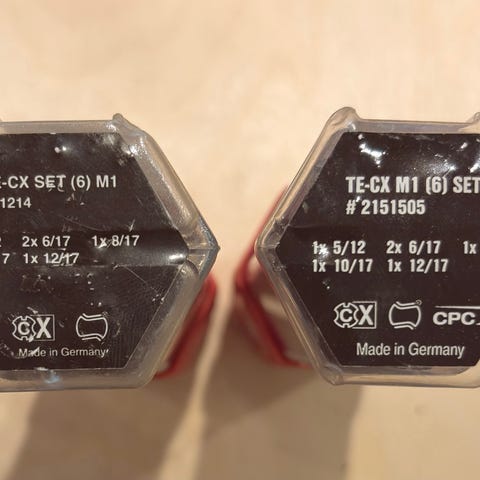 E-CX SET (6) M1
1214
2x 6/17 1x 8/17
7 1x 12/17
CX
Made in Germany
TE-CX M1 (6) SET
# 2151505
1x 5/12 2x 6/17 1x
1x 10/17 1x 12/17
CX CPC
Made in Germany